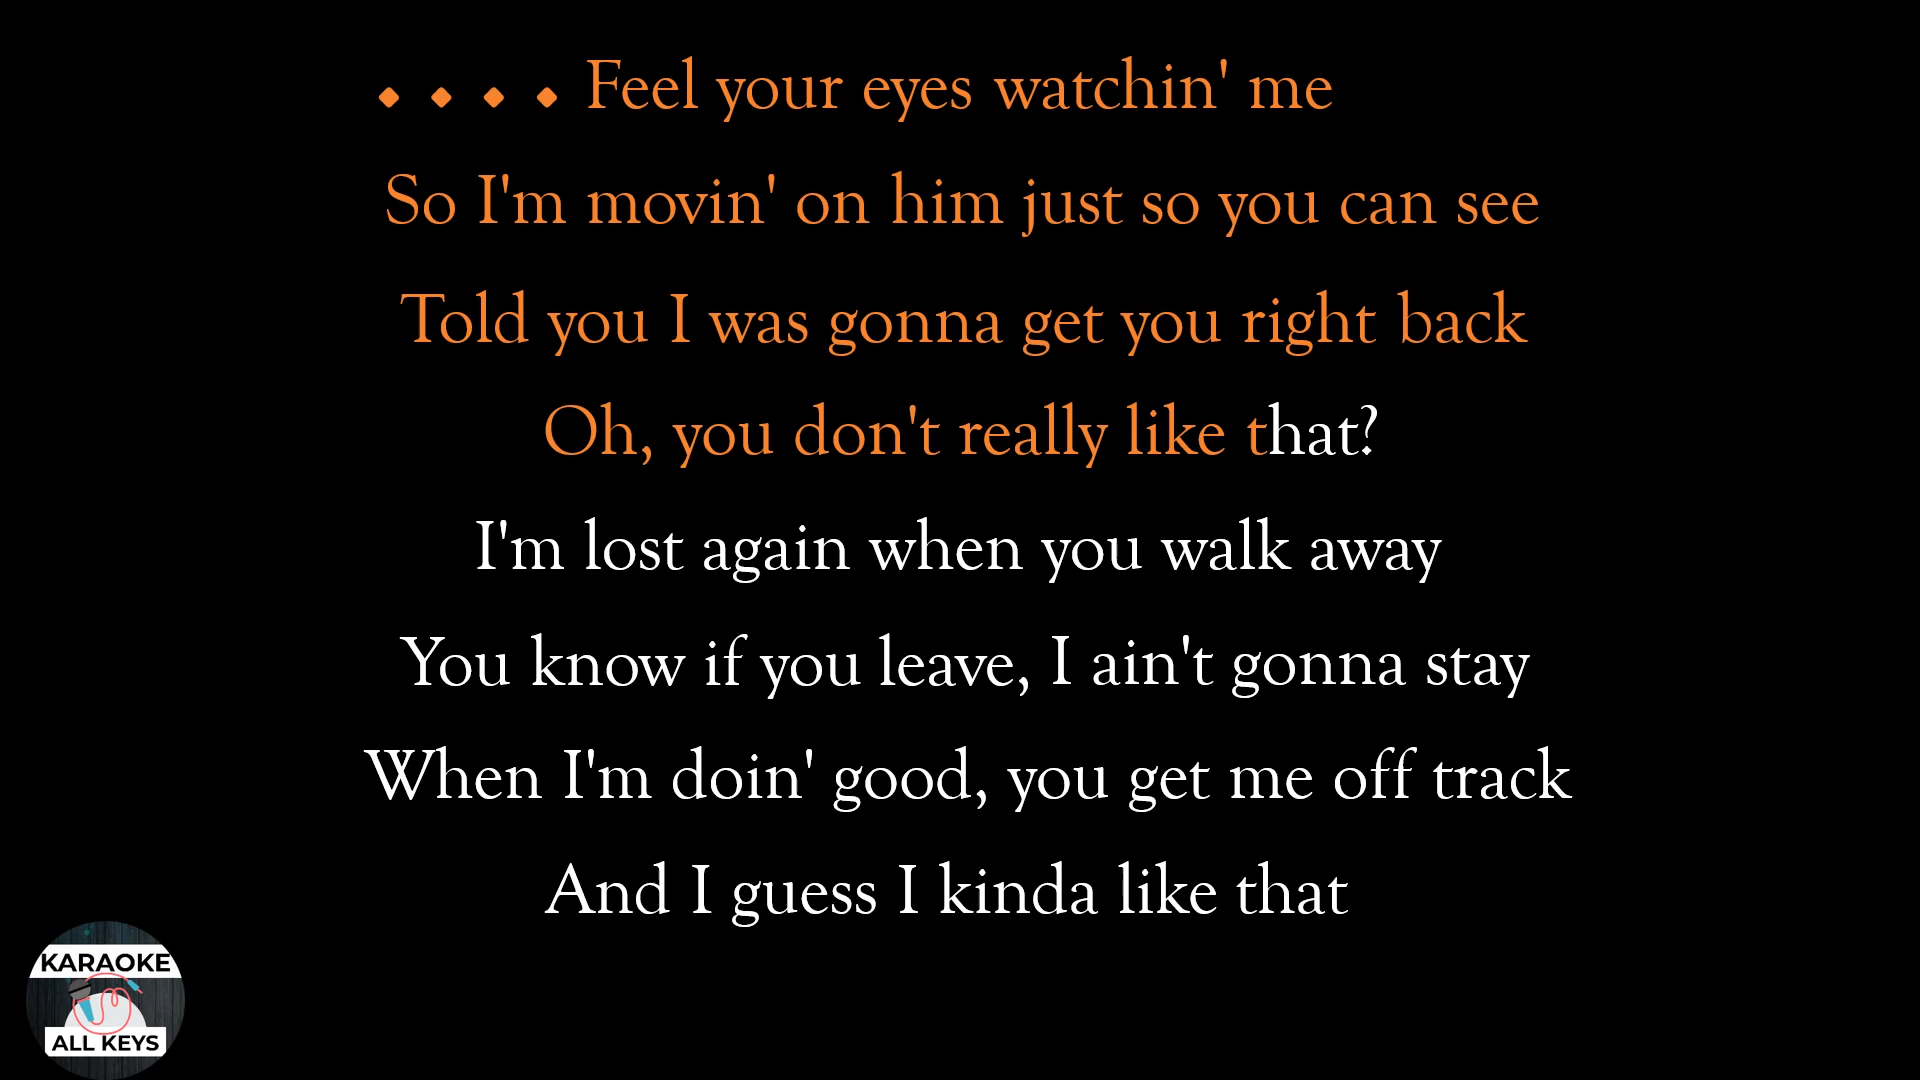 Feel your eyes watchin' me
So I'm movin' on him just so you can see
Told you I was gonna get you right back
Oh, you don't really like that?
I'm lost again when you walk away
You know if you leave, I ain't gonna stay
When I'm doin' good, you get me off track
And I guess I kinda like that
KARAOKE
ALL KEYS